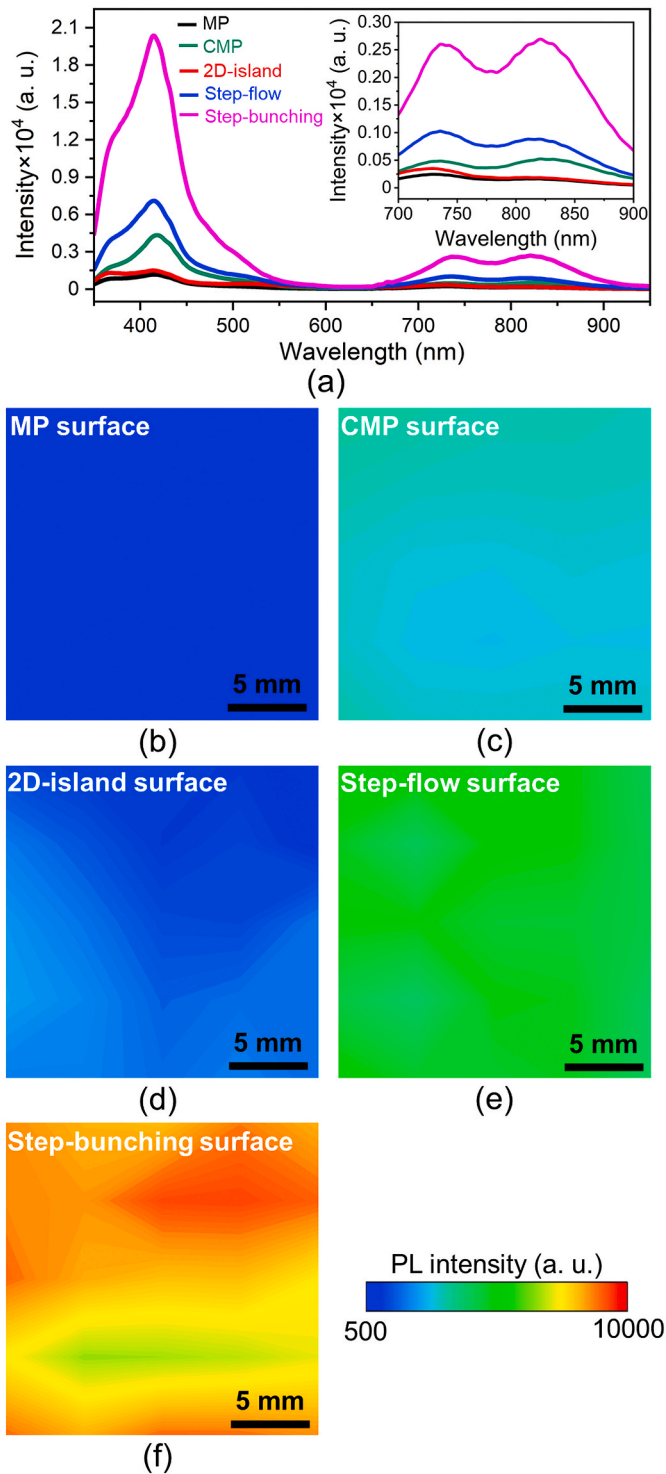 MP
CMP
2D-island
Step-flow
Step-bunching
Intensity×10⁴ (a. u.)
2.1
1.8
1.5
1.2
0.9
0.6
0.3
0
400
500
600
700
800
900
Wavelength (nm)
Intensity×10⁴ (a. u.)
0.30
0.25
0.20
0.15
0.10
0.05
0
700
750
800
850
900
Wavelength (nm)
(a)
MP surface
5 mm
(b)
CMP surface
5 mm
(c)
2D-island surface
5 mm
(d)
Step-flow surface
5 mm
(e)
Step-bunching surface
5 mm
(f)
PL intensity (a. u.)
500
10000